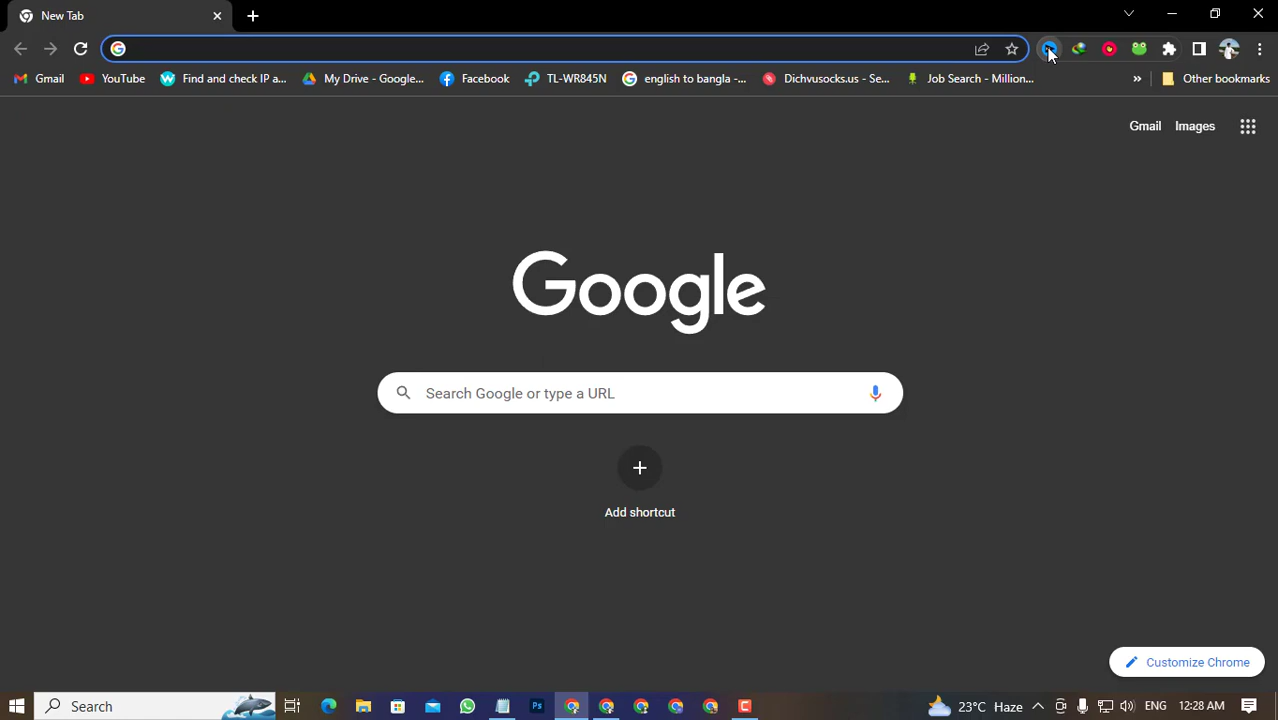 New Tab
Gmail YouTube Find and check IP a... My Drive - Google... Facebook TL-WR845N english to bangla -... Dichvusocks.us - Se... Job Search - Million... » Other bookmarks
Gmail Images
Google
Search Google or type a URL
Add shortcut
Customize Chrome
Search 23°C Haze ENG 12:28 AM